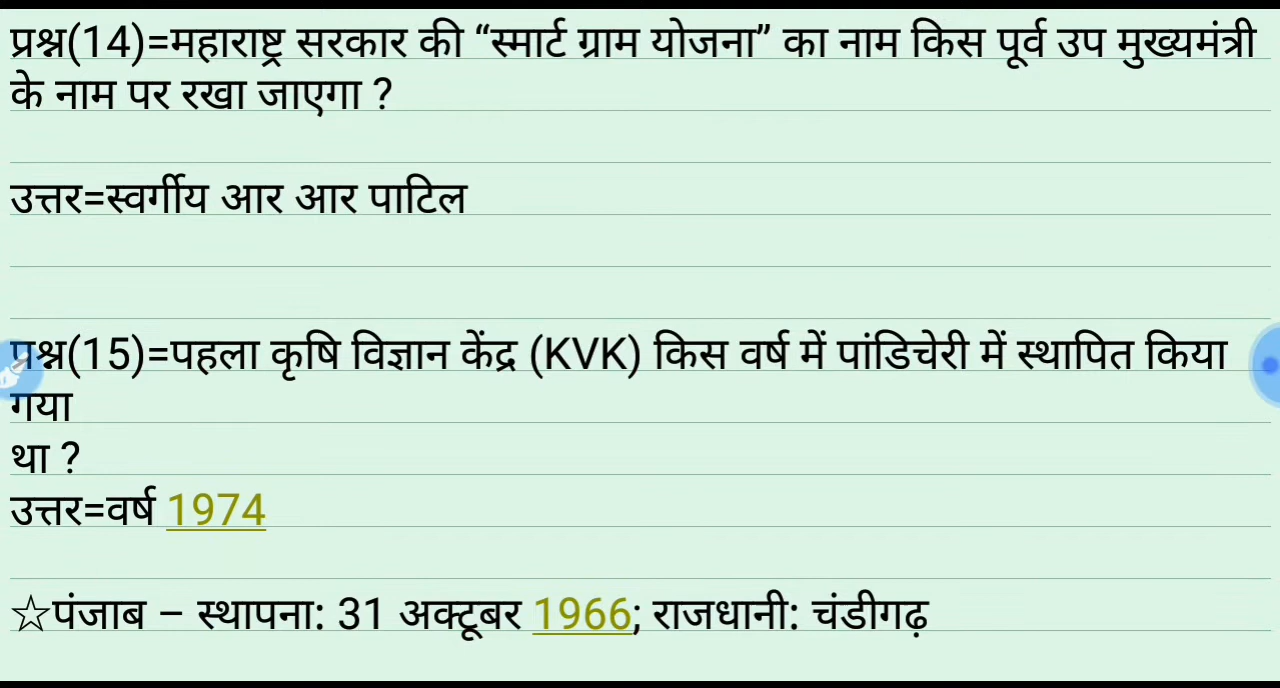 प्रश्न(14)=महाराष्ट्र सरकार की “स्मार्ट ग्राम योजना” का नाम किस पूर्व उप मुख्यमंत्री
के नाम पर रखा जाएगा ?
उत्तर=स्वर्गीय आर आर पाटिल
प्रश्न(15)=पहला कृषि विज्ञान केंद्र (KVK) किस वर्ष में पांडिचेरी में स्थापित किया
गया
था ?
उत्तर=वर्ष 1974
☆पंजाब – स्थापना: 31 अक्टूबर 1966; राजधानी: चंडीगढ़